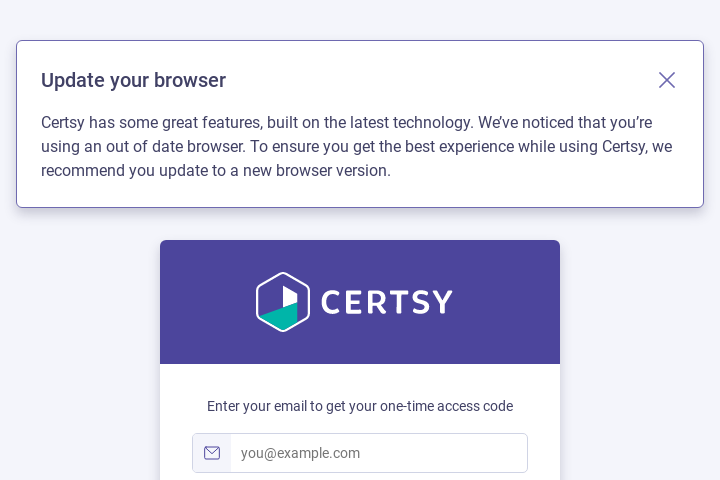 Update your browser
Certsy has some great features, built on the latest technology. We’ve noticed that you’re
using an out of date browser. To ensure you get the best experience while using Certsy, we
recommend you update to a new browser version.
CERTSY
Enter your email to get your one-time access code
you@example.com